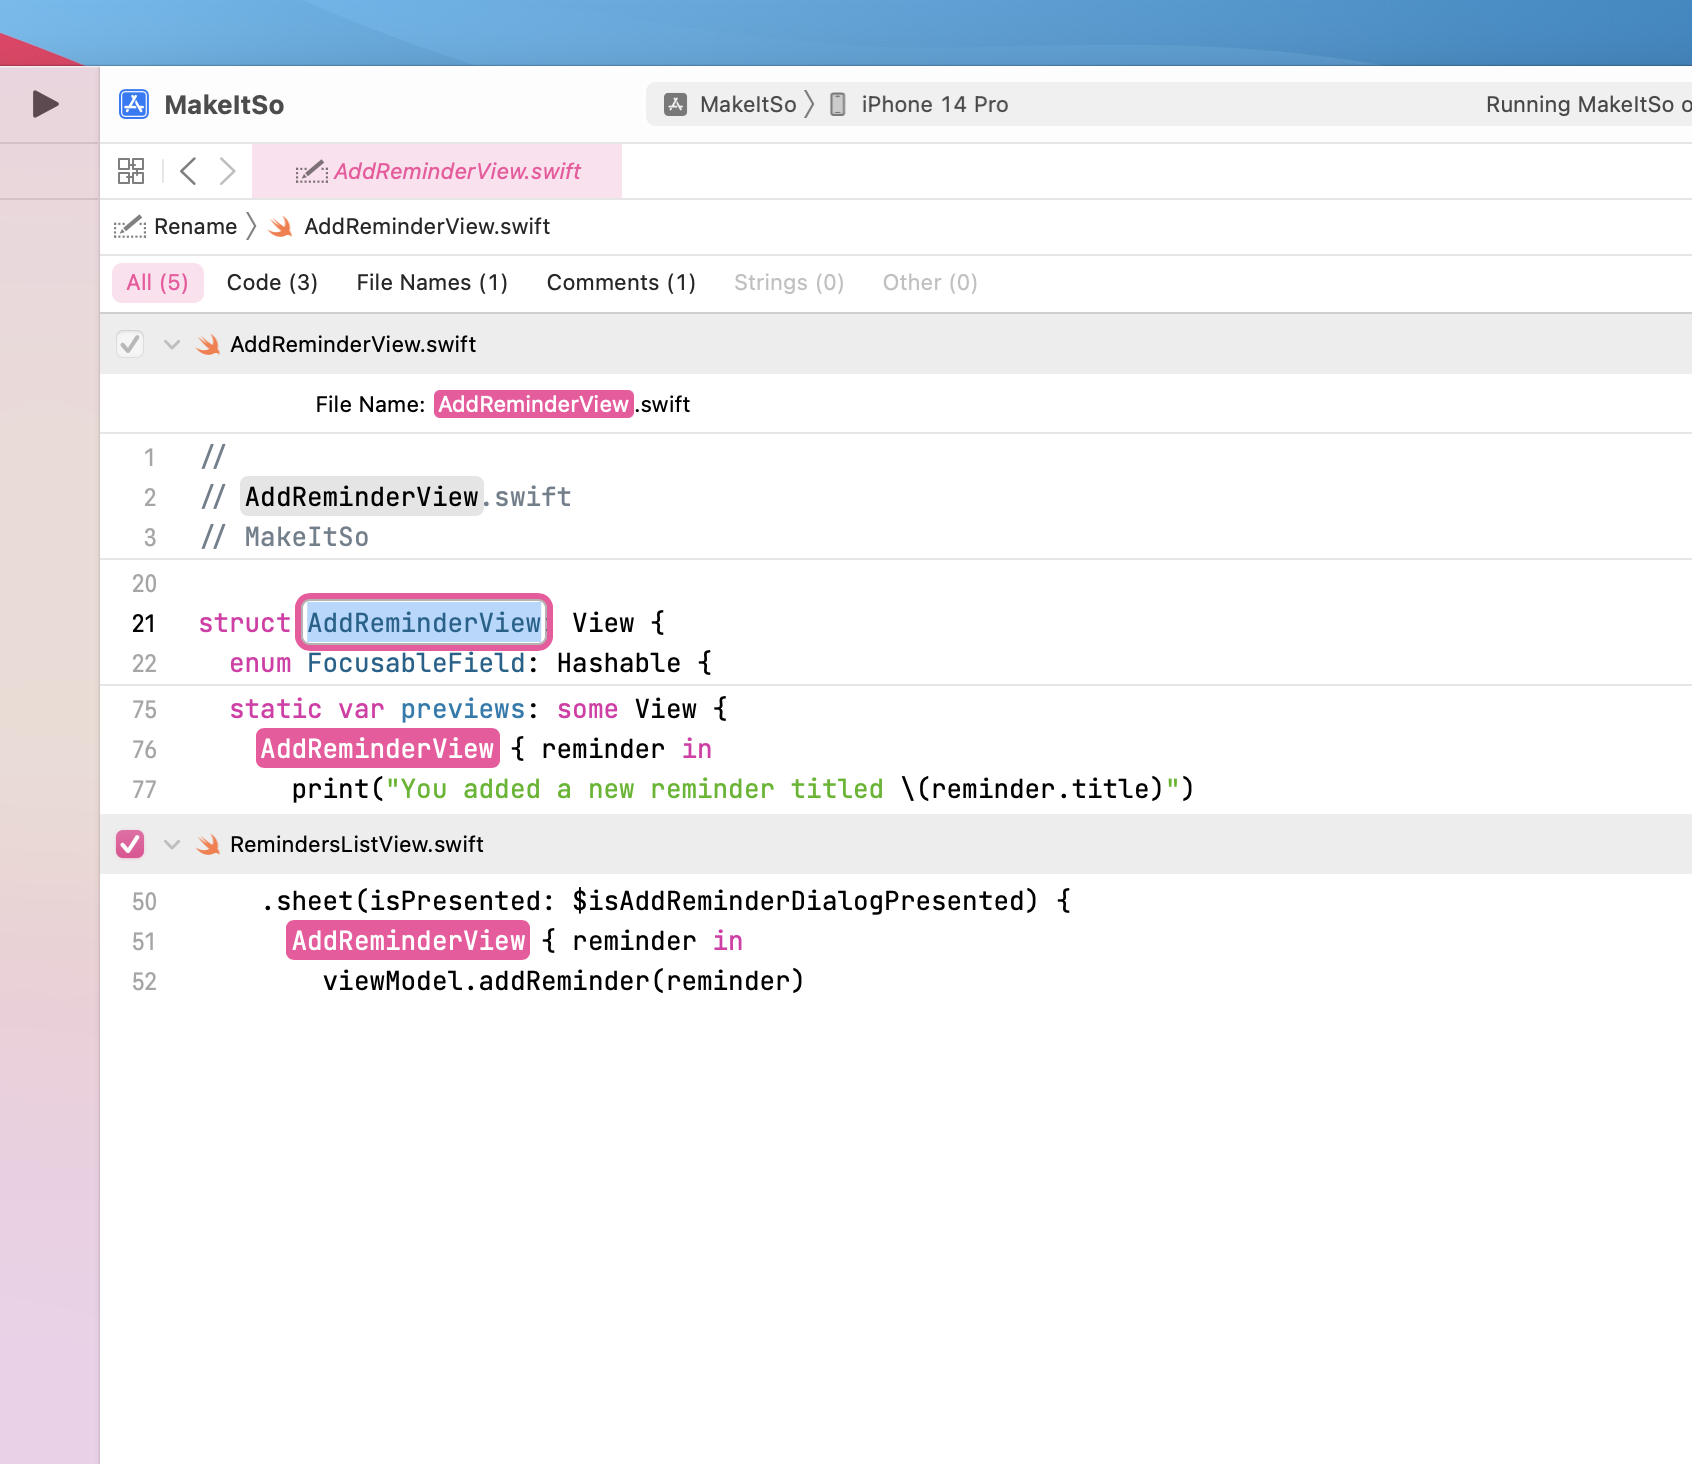 MakeItSo
MakeItSo iPhone 14 Pro Running MakeItSo o
AddReminderView.swift
Rename AddReminderView.swift
All (5) Code (3) File Names (1) Comments (1) Strings (0) Other (0)
AddReminderView.swift
File Name: AddReminderView.swift
1 //
2 // AddReminderView.swift
3 // MakeItSo
20
21 struct AddReminderView View {
22 enum FocusableField: Hashable {
75 static var previews: some View {
76 AddReminderView { reminder in
77 print("You added a new reminder titled \(reminder.title)")
RemindersListView.swift
50 .sheet(isPresented: $isAddReminderDialogPresented) {
51 AddReminderView { reminder in
52 viewModel.addReminder(reminder)